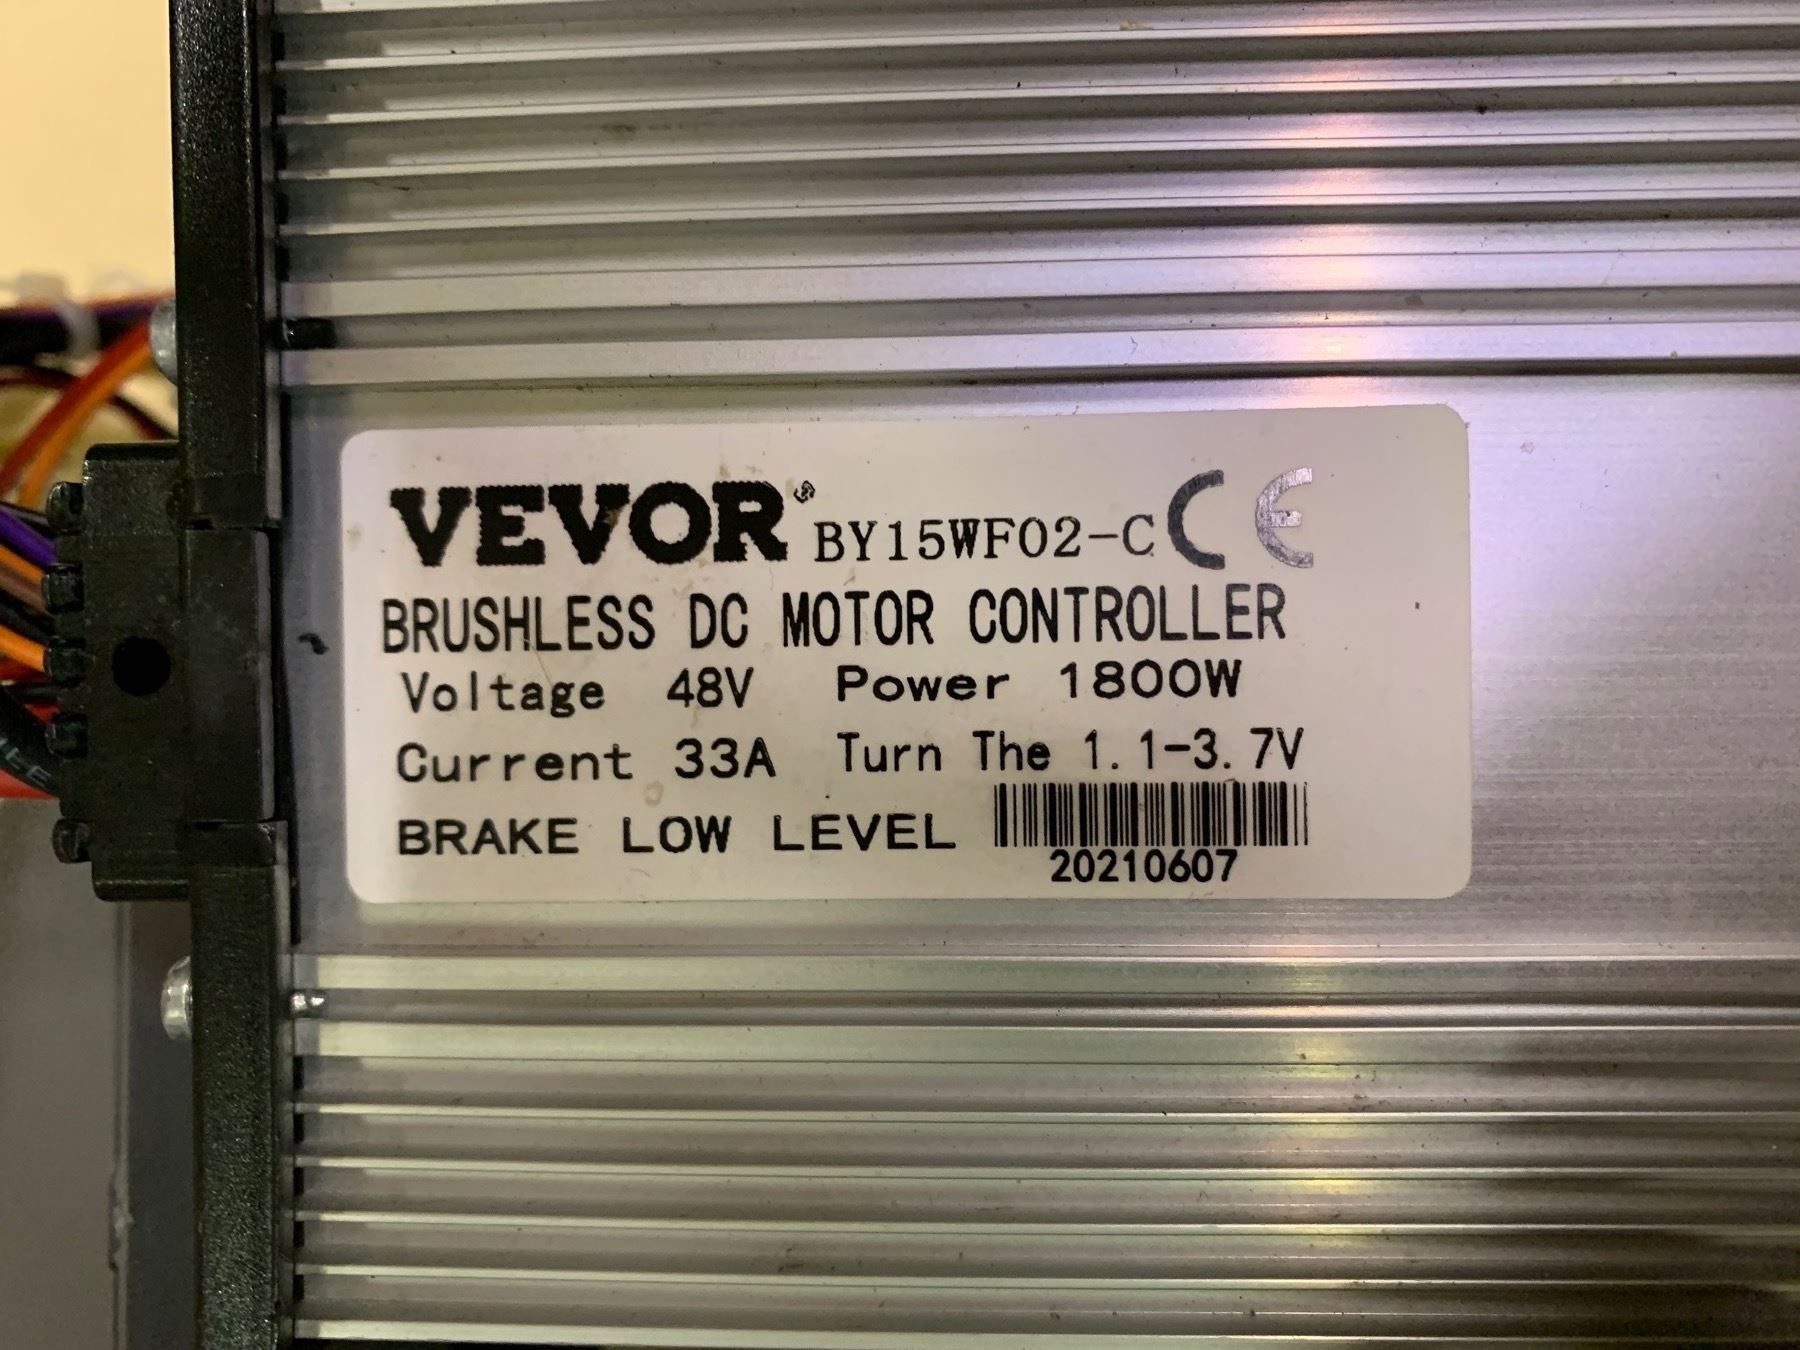 VEVOR® BY15WF02-C CE
BRUSHLESS DC MOTOR CONTROLLER
Voltage 48V Power 1800W
Current 33A Turn The 1.1-3.7V
BRAKE LOW LEVEL
20210607